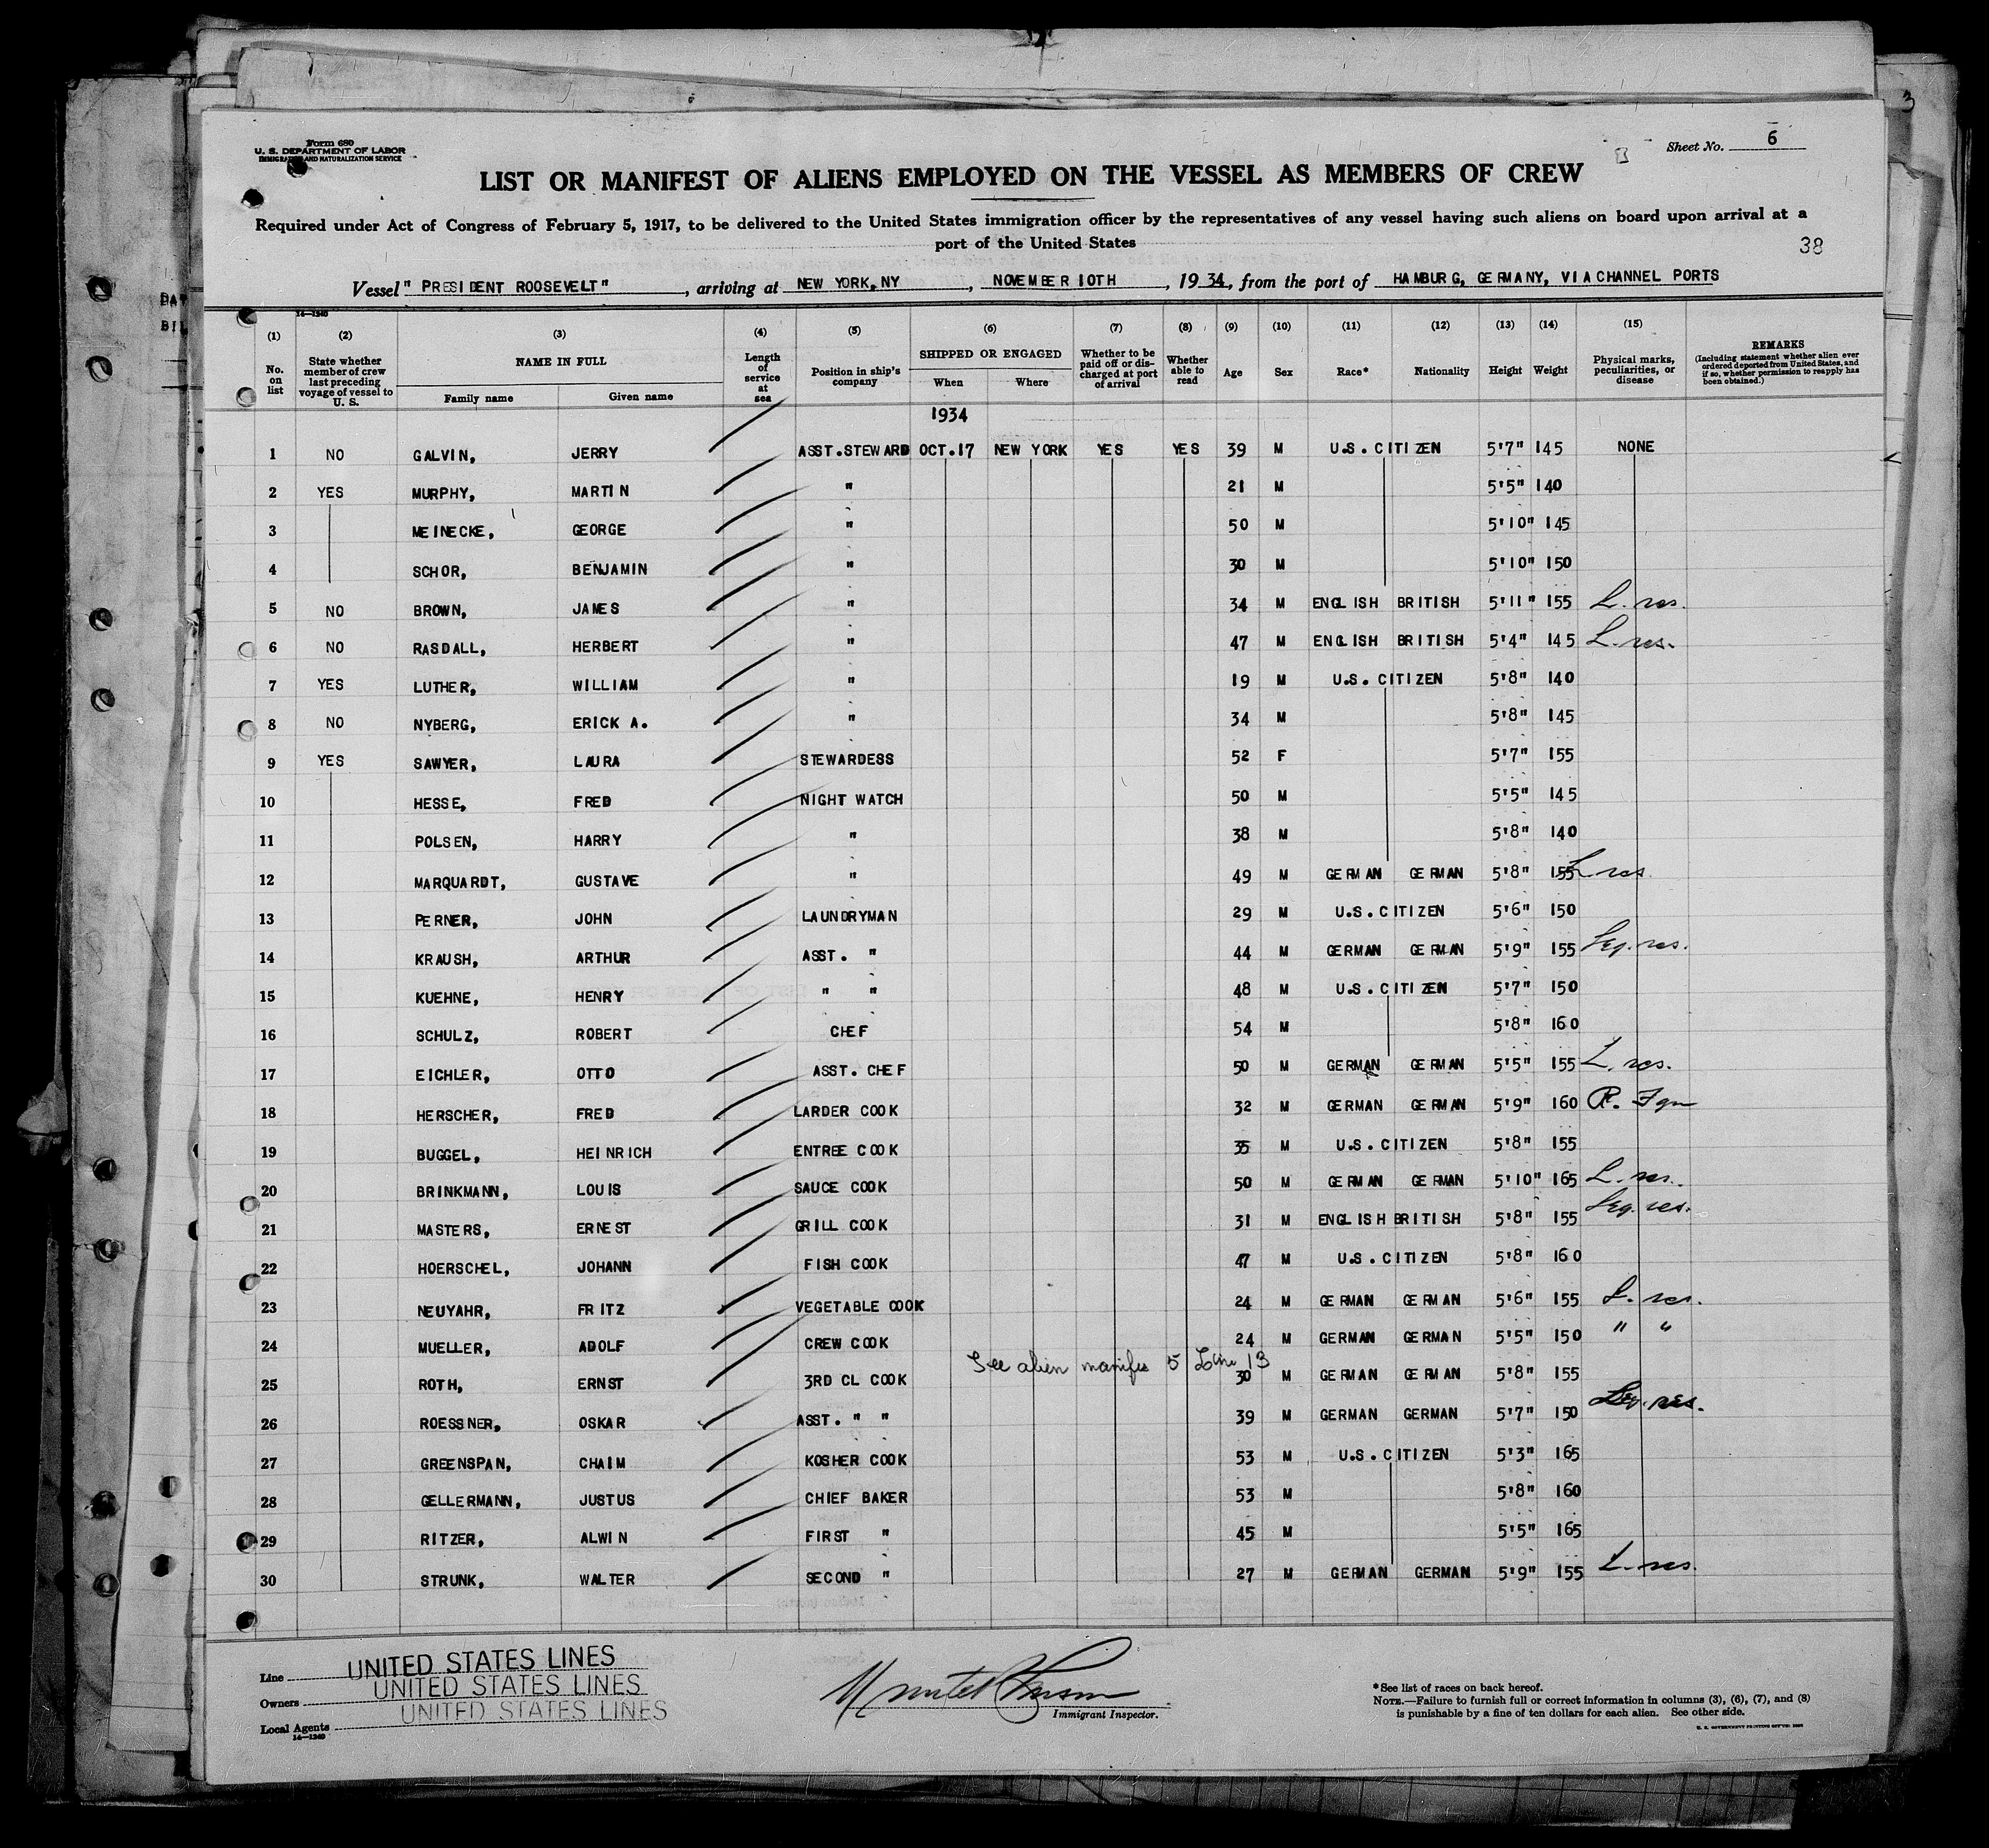 Form 680
U. S. DEPARTMENT OF LABOR
IMMIGRATION AND NATURALIZATION SERVICE
Sheet No. 6
LIST OR MANIFEST OF ALIENS EMPLOYED ON THE VESSEL AS MEMBERS OF CREW
Required under Act of Congress of February 5, 1917, to be delivered to the United States immigration officer by the representatives of any vessel having such aliens on board upon arrival at a
port of the United States
38
Vessel "PRESIDENT ROOSEVELT", arriving at NEW YORK, NY, NOVEMBER 10TH, 1934, from the port of HAMBURG, GERMANY, VIA CHANNEL PORTS
14—1240
(1) (2) (3) (4) (5) (6) (7) (8) (9) (10) (11) (12) (13) (14) (15)
No. on list
State whether member of crew last preceding voyage of vessel to U. S.
NAME IN FULL
Family name Given name
Length of service at sea
Position in ship's company
SHIPPED OR ENGAGED
When Where
Whether to be paid off or discharged at port of arrival
Whether able to read
Age Sex Race* Nationality Height Weight
Physical marks, peculiarities, or disease
REMARKS
(Including statement whether alien ever ordered deported from United States, and if so, whether permission to reapply has been obtained.)
1934
1 NO GALVIN, JERRY ASST.STEWARD OCT.17 NEW YORK YES YES 39 M U.S.CITIZEN 5'7" 145 NONE
2 YES MURPHY, MARTIN " 21 M 5'5" 140
3 MEINECKE, GEORGE " 50 M 5'10" 145
4 SCHOR, BENJAMIN " 30 M 5'10" 150
5 NO BROWN, JAMES " 34 M ENGLISH BRITISH 5'11" 155 L. res.
6 NO RASDALL, HERBERT " 47 M ENGLISH BRITISH 5'4" 145 L. res.
7 YES LUTHER, WILLIAM " 19 M U.S.CITIZEN 5'8" 140
8 NO NYBERG, ERICK A. " 34 M 5'8" 145
9 YES SAWYER, LAURA STEWARDESS 52 F 5'7" 155
10 HESSE, FRED NIGHT WATCH 50 M 5'5" 145
11 POLSEN, HARRY " 38 M 5'8" 140
12 MARQUARDT, GUSTAVE " 49 M GERMAN GERMAN 5'8" 155 L res.
13 PERNER, JOHN LAUNDRYMAN 29 M U.S.CITIZEN 5'6" 150
14 KRAUSH, ARTHUR ASST. " 44 M GERMAN GERMAN 5'9" 155 Leg. res.
15 KUEHNE, HENRY " " 48 M U.S.CITIZEN 5'7" 150
16 SCHULZ, ROBERT CHEF 54 M 5'8" 160
17 EICHLER, OTTO ASST. CHEF 50 M GERMAN GERMAN 5'5" 155 L. res.
18 HERSCHER, FRED LARDER COOK 32 M GERMAN GERMAN 5'9" 160 R.
19 BUGGEL, HEINRICH ENTREE COOK 35 M U.S.CITIZEN 5'8" 155
20 BRINKMANN, LOUIS SAUCE COOK 50 M GERMAN GERMAN 5'10" 165 L. res.
21 MASTERS, ERNEST GRILL COOK 31 M ENGLISH BRITISH 5'8" 155 Leg. res.
22 HOERSCHEL, JOHANN FISH COOK 47 M U.S.CITIZEN 5'8" 160
23 NEUYAHR, FRITZ VEGETABLE COOK 24 M GERMAN GERMAN 5'6" 155 L. res.
24 MUELLER, ADOLF CREW COOK 24 M GERMAN GERMAN 5'5" 150 " "
See alien manifes 5 Line 13
25 ROTH, ERNST 3RD CL COOK 30 M GERMAN GERMAN 5'8" 155
26 ROESSNER, OSKAR ASST. " " 39 M GERMAN GERMAN 5'7" 150 Leg. res.
27 GREENSPAN, CHAIM KOSHER COOK 53 M U.S.CITIZEN 5'3" 165
28 GELLERMANN, JUSTUS CHIEF BAKER 53 M 5'8" 160
29 RITZER, ALWIN FIRST " 45 M 5'5" 165
30 STRUNK, WALTER SECOND " 27 M GERMAN GERMAN 5'9" 155 L. res.
Line UNITED STATES LINES
Owners UNITED STATES LINES
Local Agents UNITED STATES LINES
14—1240
Immigrant Inspector.
*See list of races on back hereof.
NOTE.—Failure to furnish full or correct information in columns (3), (6), (7), and (8)
is punishable by a fine of ten dollars for each alien. See other side.